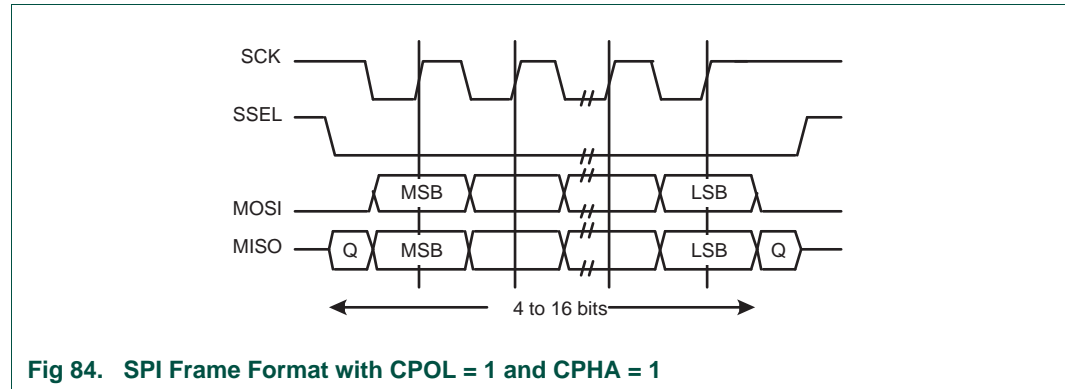 SCK
SSEL
MOSI
MSB
LSB
MISO
Q
MSB
LSB
Q
4 to 16 bits
Fig 84. SPI Frame Format with CPOL = 1 and CPHA = 1